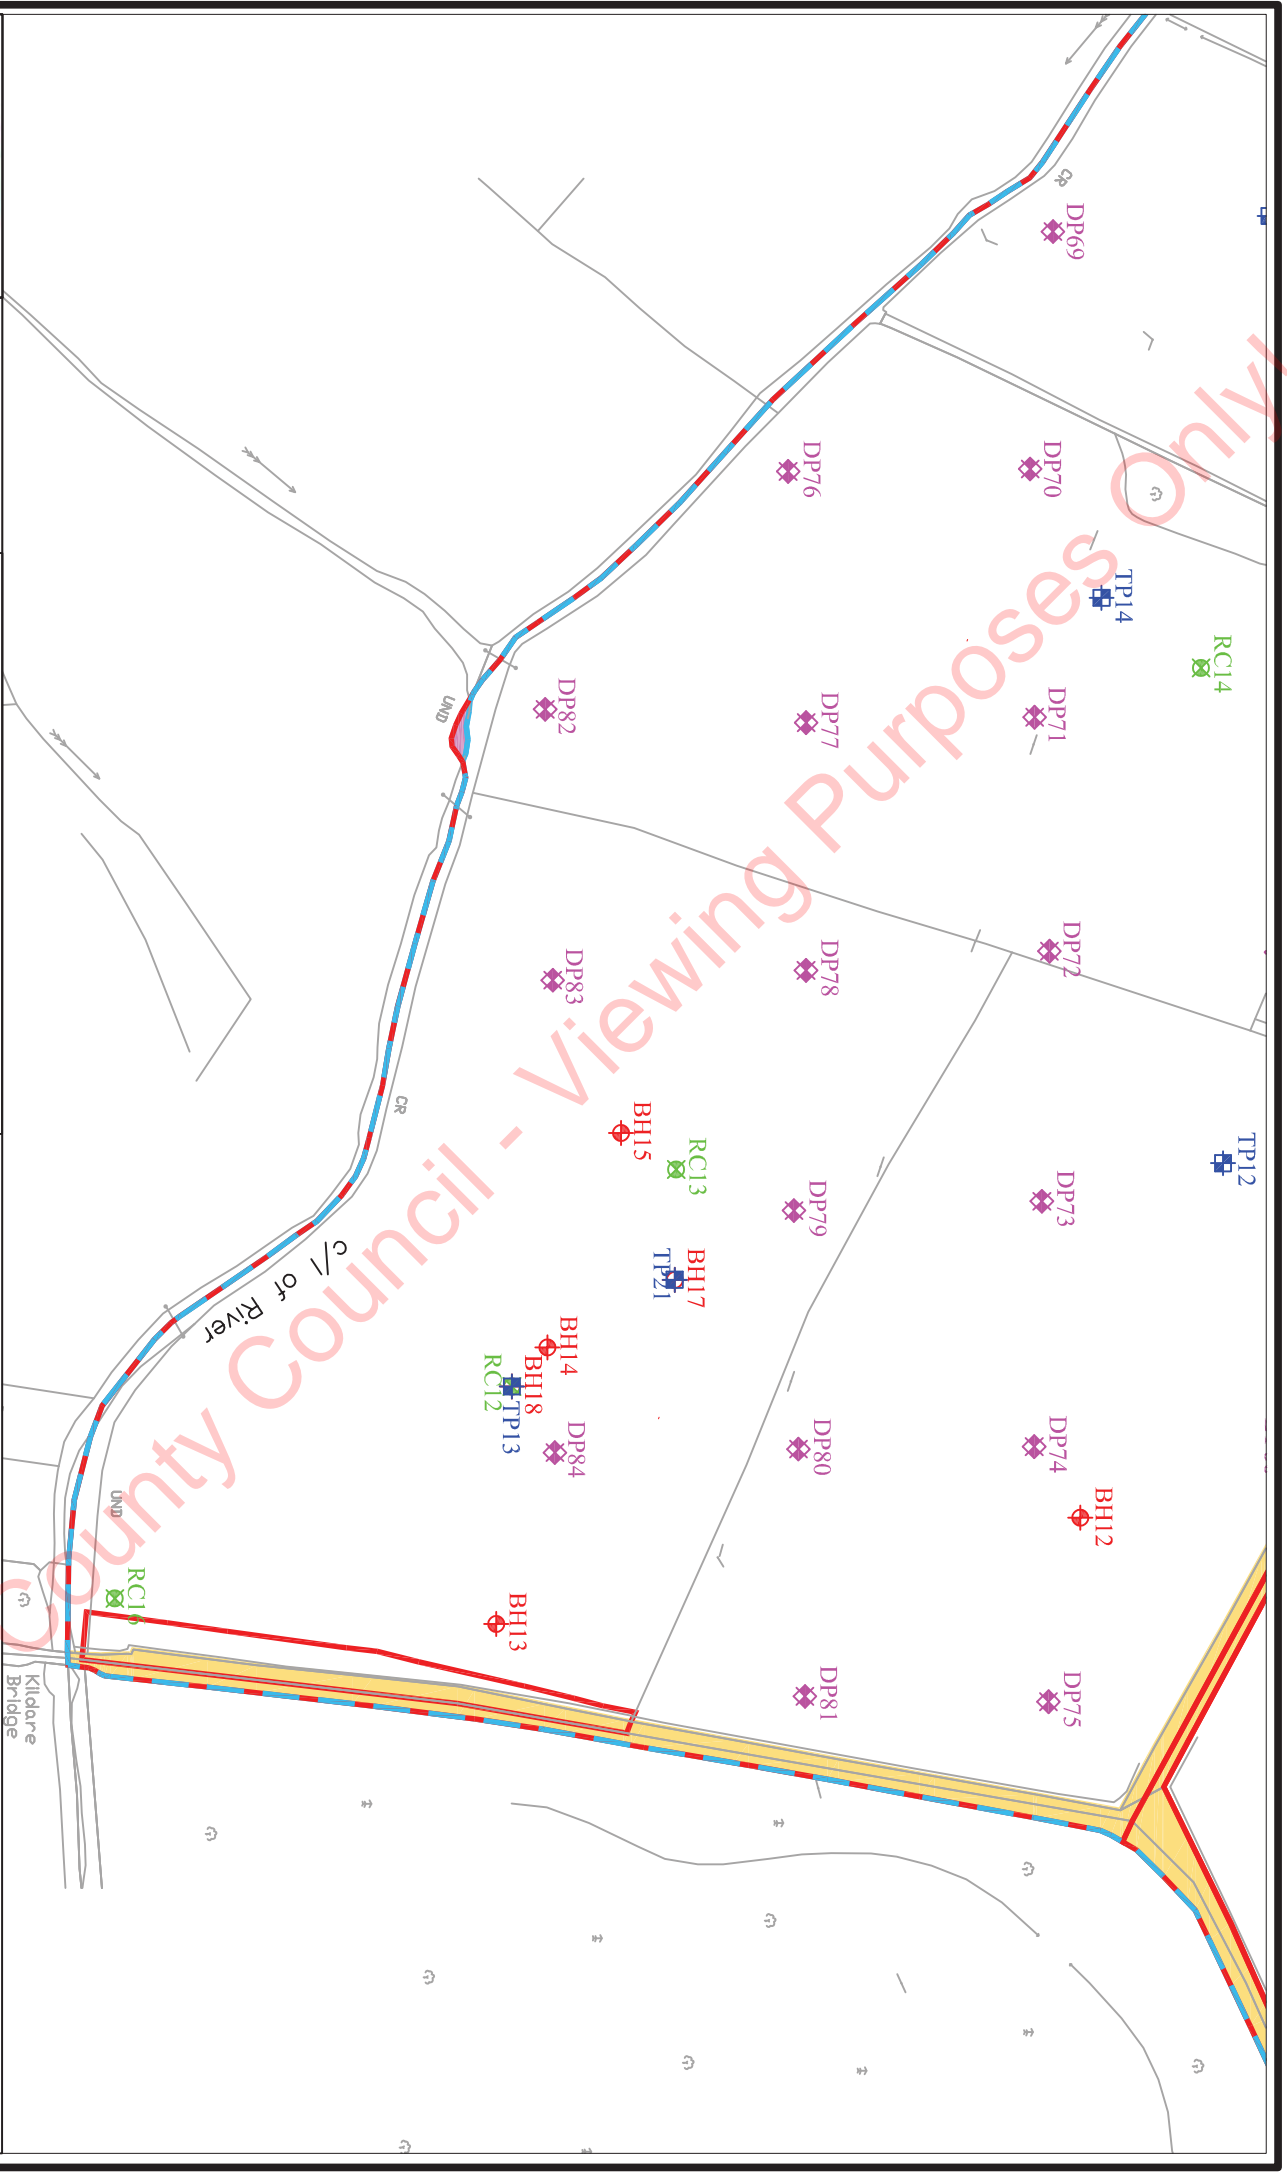 CR
DP69
DP76
DP70
TP14
RC14
DP82
DP77
DP71
UND
DP72
DP78
DP83
CR
BH15
RC13
TP12
DP79
DP73
c/l of River
BH17
TP21
BH14
BH18
RC12
TP13
DP84
DP80
DP74
BH12
UND
RC1
BH13
DP81
DP75
Kildare
Bridge
County Council - Viewing Purposes Only!